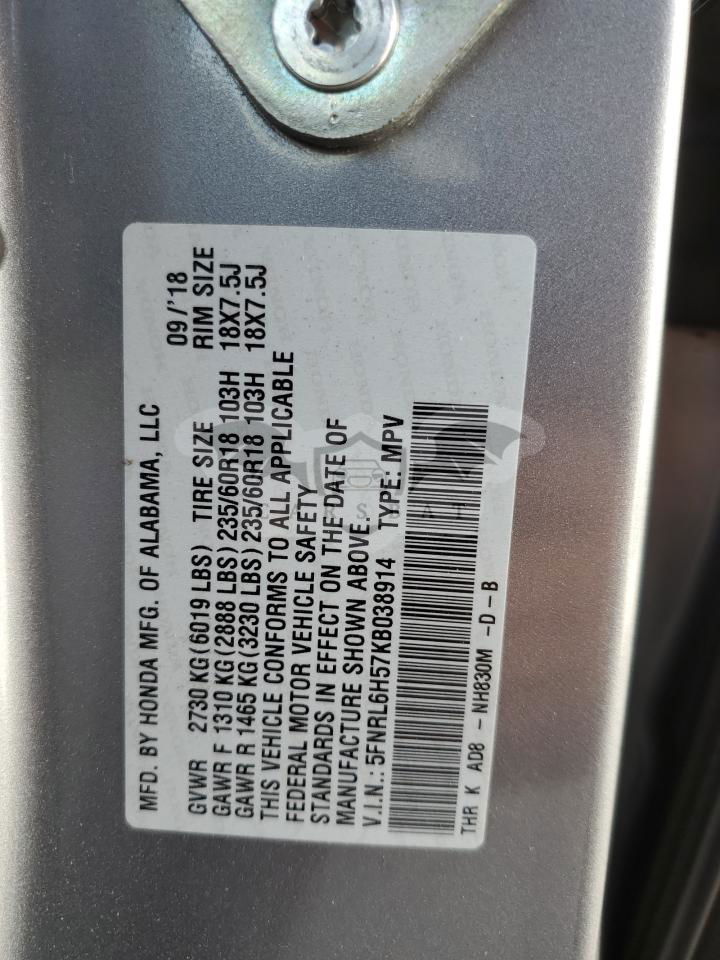 MFD. BY HONDA MFG. OF ALABAMA, LLC 09/'18
GVWR 2730 KG(6019 LBS) TIRE SIZE RIM SIZE
GAWR F 1310 KG(2888 LBS)235/60R18 103H 18X7.5J
GAWR R 1465 KG(3230 LBS)235/60R18 103H 18X7.5J
THIS VEHICLE CONFORMS TO ALL APPLICABLE
FEDERAL MOTOR VEHICLE SAFETY
STANDARDS IN EFFECT ON THE DATE OF
MANUFACTURE SHOWN ABOVE.
V.I.N.: 5FNRL6H57KB038914 TYPE: MPV
THR K AD8 - NH830M -D-B